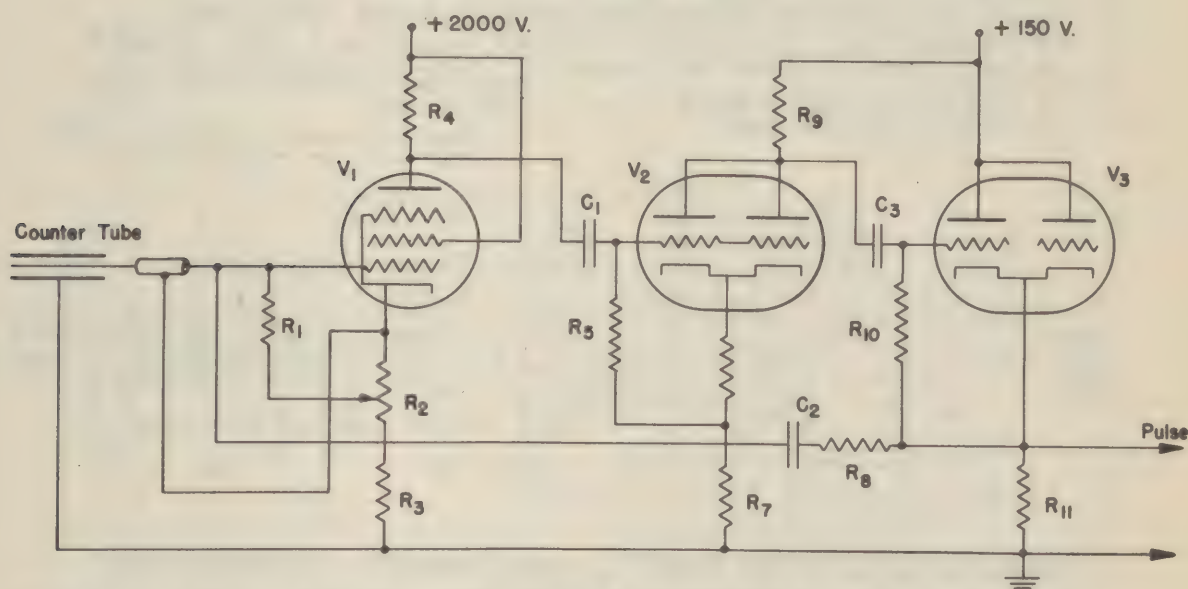 + 2000 V.
+ 150 V.
R4
R9
V1
V2
V3
C1
C3
Counter Tube
R1
R5
R10
R2
C2
Pulse
R8
R3
R7
R11